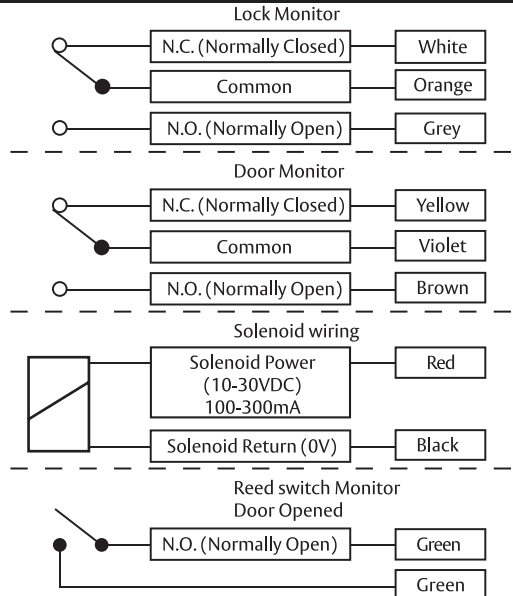 Lock Monitor
N.C. (Normally Closed) White
Common Orange
N.O. (Normally Open) Grey
Door Monitor
N.C. (Normally Closed) Yellow
Common Violet
N.O. (Normally Open) Brown
Solenoid wiring
Solenoid Power Red
(10-30VDC)
100-300mA
Solenoid Return (0V) Black
Reed switch Monitor
Door Opened
N.O. (Normally Open) Green
Green